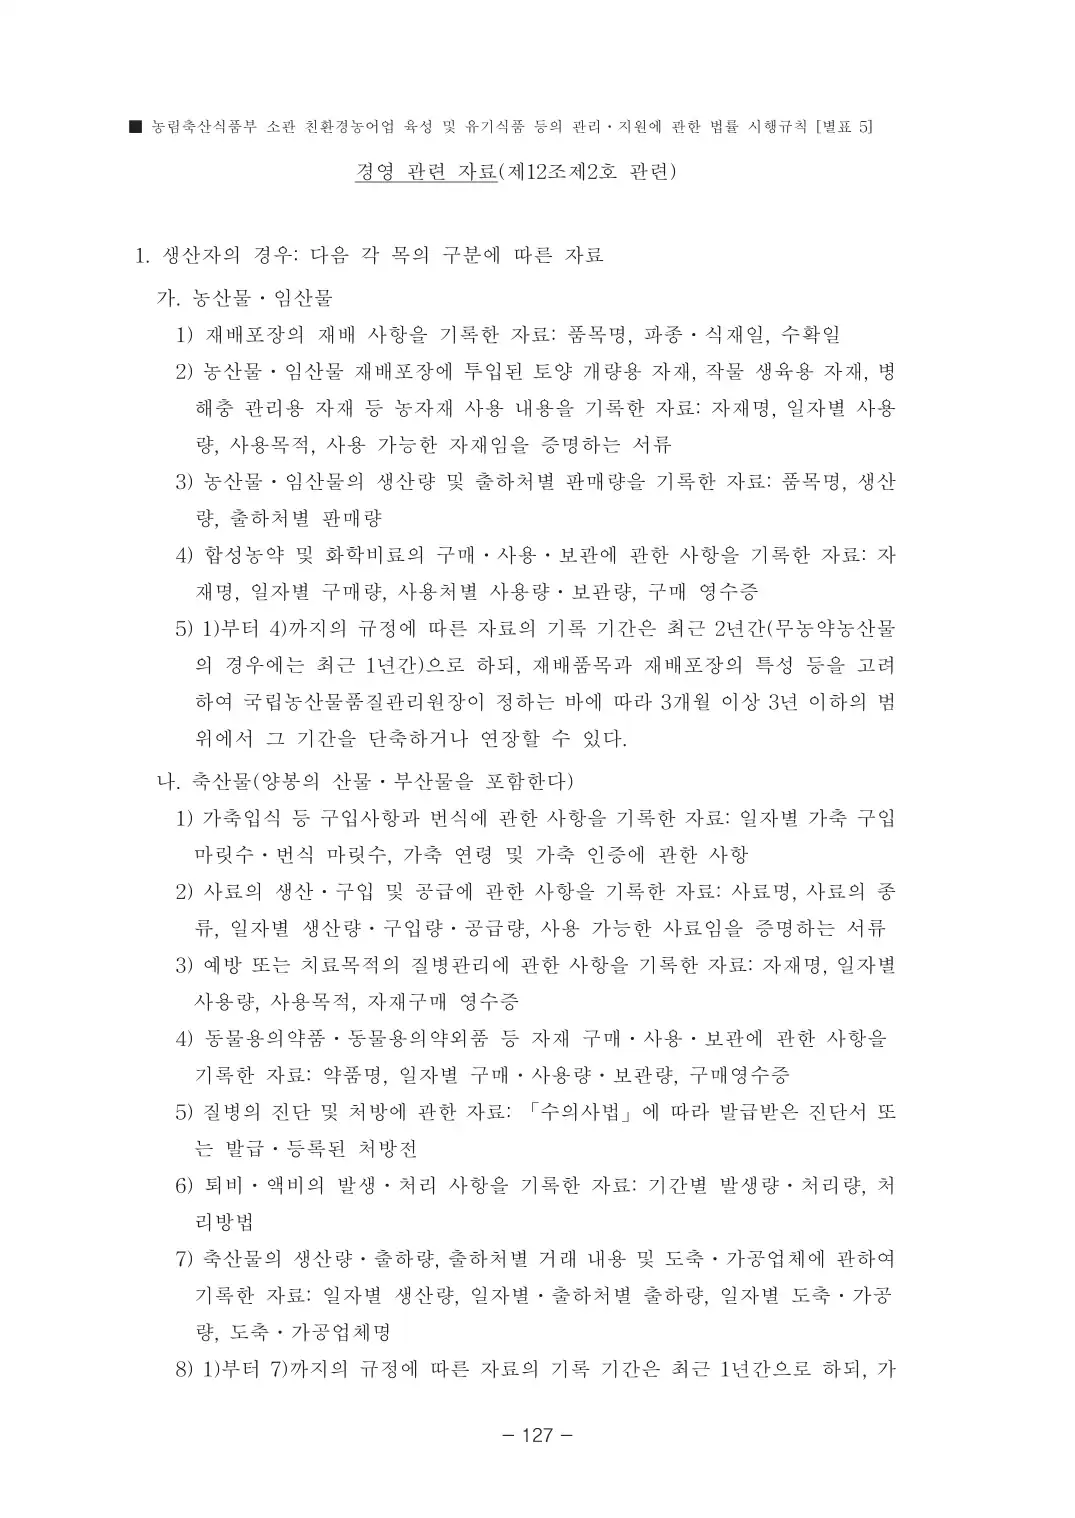 ■ 농림축산식품부 소관 친환경농어업 육성 및 유기식품 등의 관리·지원에 관한 법률 시행규칙 [별표 5]
경영 관련 자료(제12조제2호 관련)
1. 생산자의 경우: 다음 각 목의 구분에 따른 자료
가. 농산물·임산물
1) 재배포장의 재배 사항을 기록한 자료: 품목명, 파종·식재일, 수확일
2) 농산물·임산물 재배포장에 투입된 토양 개량용 자재, 작물 생육용 자재, 병
해충 관리용 자재 등 농자재 사용 내용을 기록한 자료: 자재명, 일자별 사용
량, 사용목적, 사용 가능한 자재임을 증명하는 서류
3) 농산물·임산물의 생산량 및 출하처별 판매량을 기록한 자료: 품목명, 생산
량, 출하처별 판매량
4) 합성농약 및 화학비료의 구매·사용·보관에 관한 사항을 기록한 자료: 자
재명, 일자별 구매량, 사용처별 사용량·보관량, 구매 영수증
5) 1)부터 4)까지의 규정에 따른 자료의 기록 기간은 최근 2년간(무농약농산물
의 경우에는 최근 1년간)으로 하되, 재배품목과 재배포장의 특성 등을 고려
하여 국립농산물품질관리원장이 정하는 바에 따라 3개월 이상 3년 이하의 범
위에서 그 기간을 단축하거나 연장할 수 있다.
나. 축산물(양봉의 산물·부산물을 포함한다)
1) 가축입식 등 구입사항과 번식에 관한 사항을 기록한 자료: 일자별 가축 구입
마릿수·번식 마릿수, 가축 연령 및 가축 인증에 관한 사항
2) 사료의 생산·구입 및 공급에 관한 사항을 기록한 자료: 사료명, 사료의 종
류, 일자별 생산량·구입량·공급량, 사용 가능한 사료임을 증명하는 서류
3) 예방 또는 치료목적의 질병관리에 관한 사항을 기록한 자료: 자재명, 일자별
사용량, 사용목적, 자재구매 영수증
4) 동물용의약품·동물용의약외품 등 자재 구매·사용·보관에 관한 사항을
기록한 자료: 약품명, 일자별 구매·사용량·보관량, 구매영수증
5) 질병의 진단 및 처방에 관한 자료: 「수의사법」에 따라 발급받은 진단서 또
는 발급·등록된 처방전
6) 퇴비·액비의 발생·처리 사항을 기록한 자료: 기간별 발생량·처리량, 처
리방법
7) 축산물의 생산량·출하량, 출하처별 거래 내용 및 도축·가공업체에 관하여
기록한 자료: 일자별 생산량, 일자별·출하처별 출하량, 일자별 도축·가공
량, 도축·가공업체명
8) 1)부터 7)까지의 규정에 따른 자료의 기록 기간은 최근 1년간으로 하되, 가
- 127 -